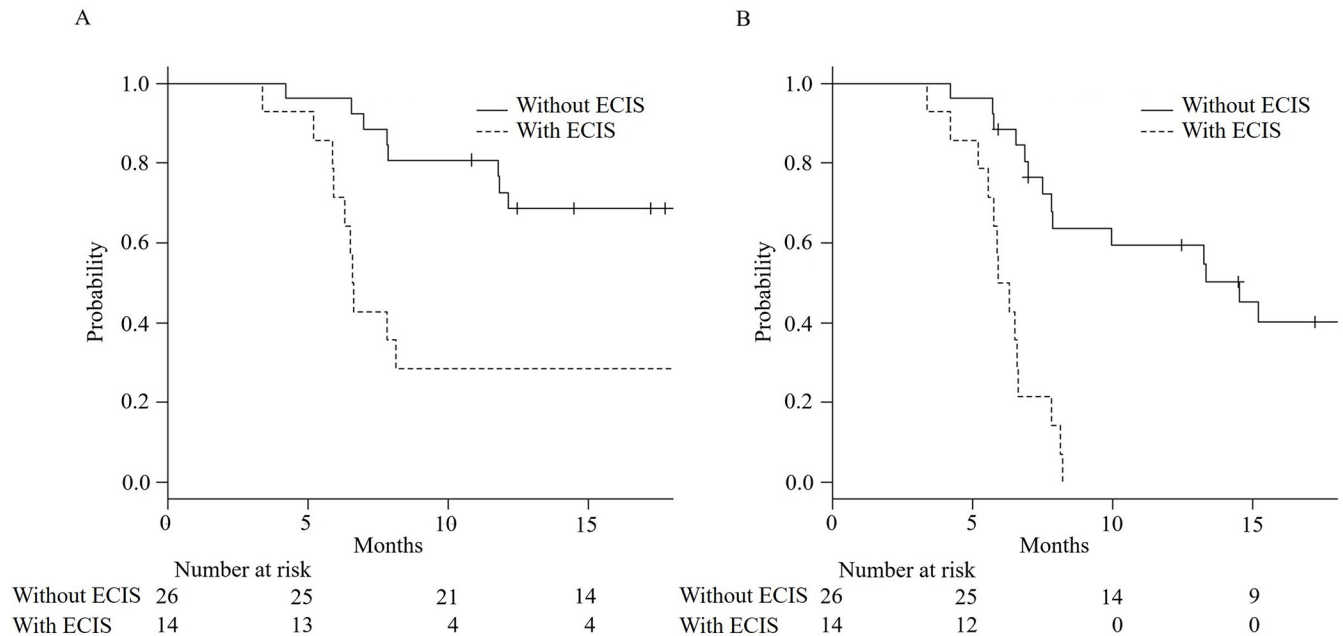 A
1.0
0.8
0.6
0.4
0.2
0.0
Probability
Without ECIS
With ECIS
0 5 10 15
Months
Number at risk
Without ECIS 26 25 21 14
With ECIS 14 13 4 4
B
1.0
0.8
0.6
0.4
0.2
0.0
Probability
Without ECIS
With ECIS
0 5 10 15
Months
Number at risk
Without ECIS 26 25 14 9
With ECIS 14 12 0 0